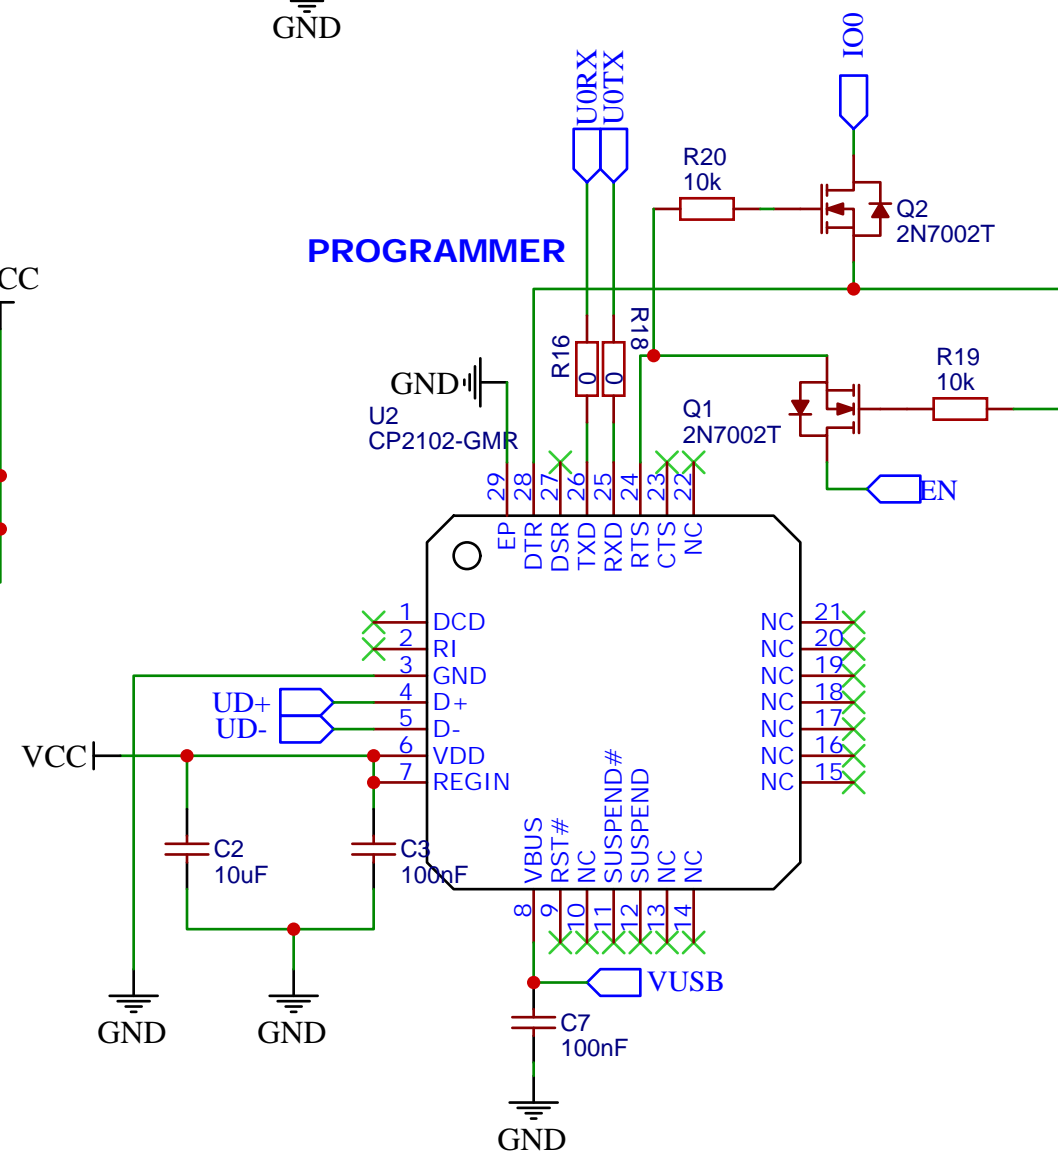 GND
IO0
U0RX
U0TX
R20
10k
Q2
2N7002T
PROGRAMMER
CC
R16
0
R18
0
R19
10k
GND
U2
CP2102-GMR
Q1
2N7002T
EN
29
28
27
26
25
24
23
22
EP
DTR
DSR
TXD
RXD
RTS
CTS
NC
1 DCD
2 RI
3 GND
UD+ 4 D+
UD- 5 D-
VCC 6 VDD
7 REGIN
NC 21
NC 20
NC 19
NC 18
NC 17
NC 16
NC 15
VBUS
RST#
NC
SUSPEND#
SUSPEND
NC
NC
8
9
10
11
12
13
14
C2
10uF
C3
100nF
VUSB
C7
100nF
GND
GND
GND